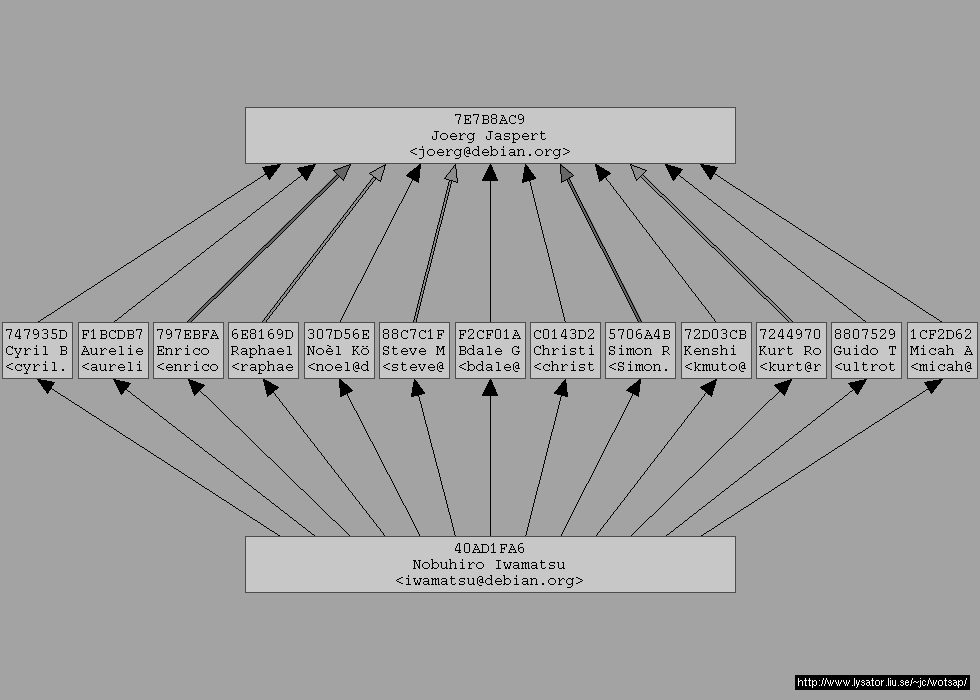 7E7B8AC9
Joerg Jaspert
<joerg@debian.org>
747935D F1BCDB7 797EBFA 6E8169D 307D56E 88C7C1F F2CF01A C0143D2 5706A4B 72D03CB 7244970 8807529 1CF2D62
Cyril B Aurelie Enrico Raphael Noèl Kö Steve M Bdale G Christi Simon R Kenshi Kurt Ro Guido T Micah A
<cyril. <aureli <enrico <raphae <noel@d <steve@ <bdale@ <christ <Simon. <kmuto@ <kurt@r <ultrot <micah@
40AD1FA6
Nobuhiro Iwamatsu
<iwamatsu@debian.org>
http://www.lysator.liu.se/~jc/wotsap/